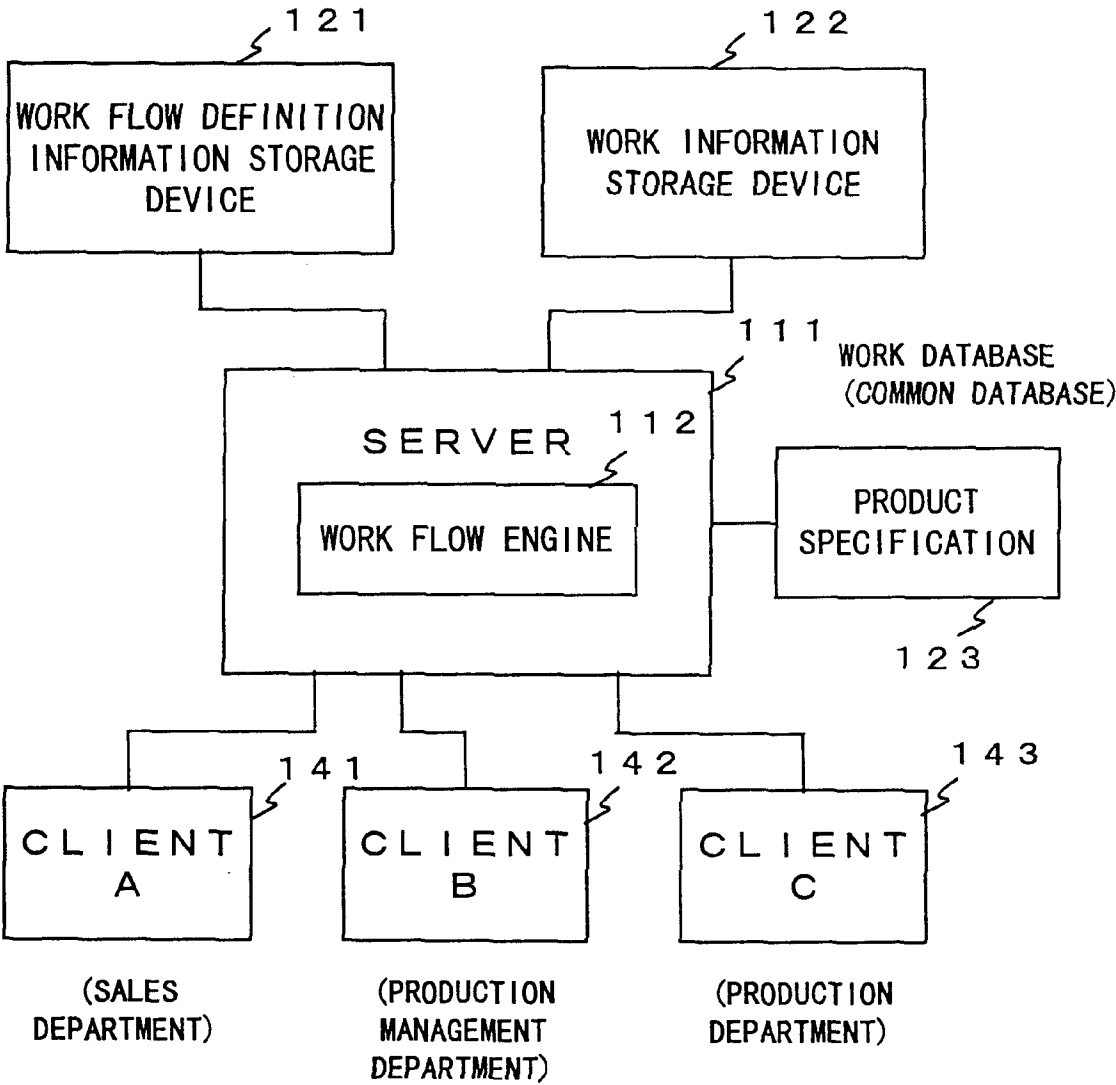 121
122
WORK FLOW DEFINITION
INFORMATION STORAGE
DEVICE
WORK INFORMATION
STORAGE DEVICE
111
WORK DATABASE
(COMMON DATABASE)
SERVER
112
WORK FLOW ENGINE
PRODUCT
SPECIFICATION
123
141
142
143
CLIENT
A
CLIENT
B
CLIENT
C
(SALES
DEPARTMENT)
(PRODUCTION
MANAGEMENT
DEPARTMENT)
(PRODUCTION
DEPARTMENT)